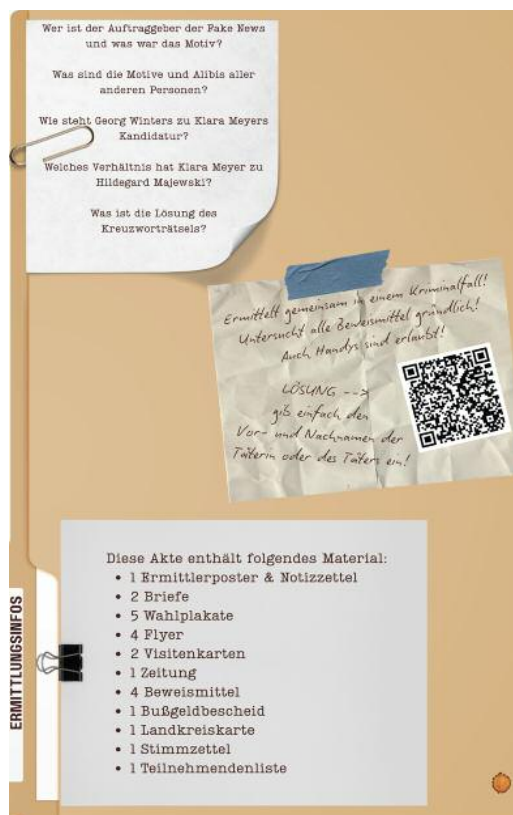 Wer ist der Auftraggeber der Fake News
und was war das Motiv?
Was sind die Motive und Alibis aller
anderen Personen?
Wie steht Georg Winters zu Klara Meyers
Kandidatur?
Welches Verhältnis hat Klara Meyer zu
Hildegard Majewski?
Was ist die Lösung des
Kreuzworträtsels?
Ermittelt gemeinsam in einem Kriminalfall!
Untersucht alle Beweismittel gründlich!
Auch Handys sind erlaubt!
LÖSUNG -->
gib einfach den
Vor- und Nachnamen der
Täterin oder des Täters ein!
ERMITTLUNGSINFOS
Diese Akte enthält folgendes Material:
• 1 Ermittlerposter & Notizzettel
• 2 Briefe
• 5 Wahlplakate
• 4 Flyer
• 2 Visitenkarten
• 1 Zeitung
• 4 Beweismittel
• 1 Bußgeldbescheid
• 1 Landkreiskarte
• 1 Stimmzettel
• 1 Teilnehmendenliste